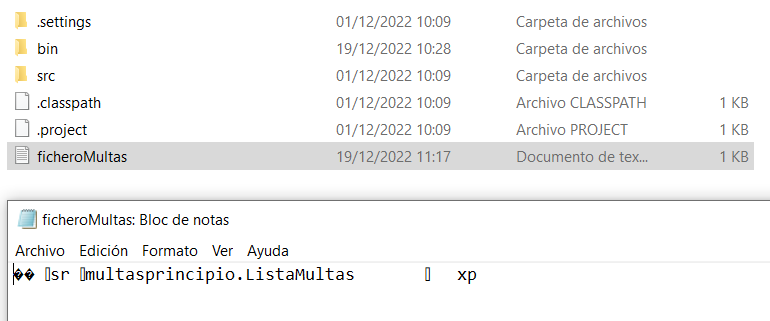 .settings 01/12/2022 10:09 Carpeta de archivos
bin 19/12/2022 10:28 Carpeta de archivos
src 01/12/2022 10:09 Carpeta de archivos
.classpath 01/12/2022 10:09 Archivo CLASSPATH 1 KB
.project 01/12/2022 10:09 Archivo PROJECT 1 KB
ficheroMultas 19/12/2022 11:17 Documento de tex... 1 KB
ficheroMultas: Bloc de notas
Archivo Edición Formato Ver Ayuda
�� ▯sr ▯multasprincipio.ListaMultas ▯ xp